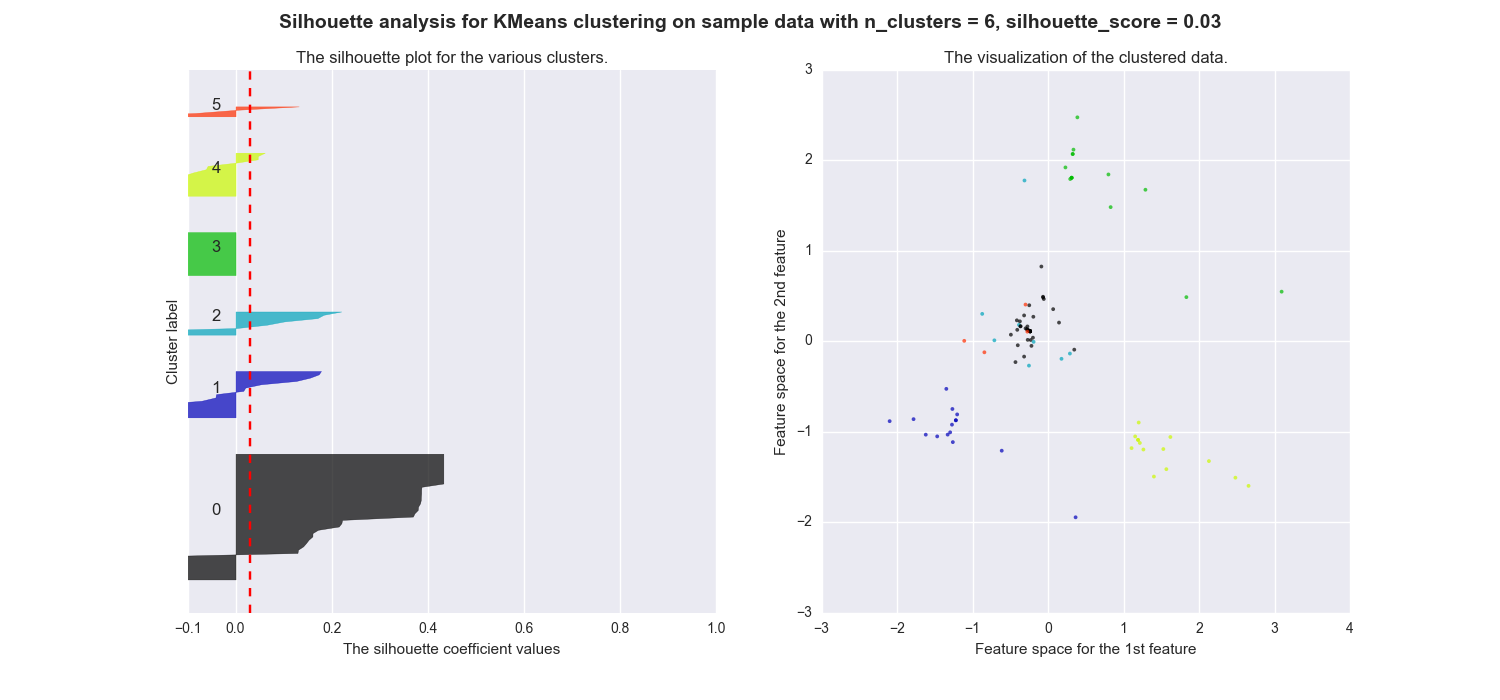 Silhouette analysis for KMeans clustering on sample data with n_clusters = 6, silhouette_score = 0.03
The silhouette plot for the various clusters.
5
4
3
2
1
0
Cluster label
−0.1 0.0 0.2 0.4 0.6 0.8 1.0
The silhouette coefficient values
The visualization of the clustered data.
3
2
1
0
−1
−2
−3
Feature space for the 2nd feature
−3 −2 −1 0 1 2 3 4
Feature space for the 1st feature